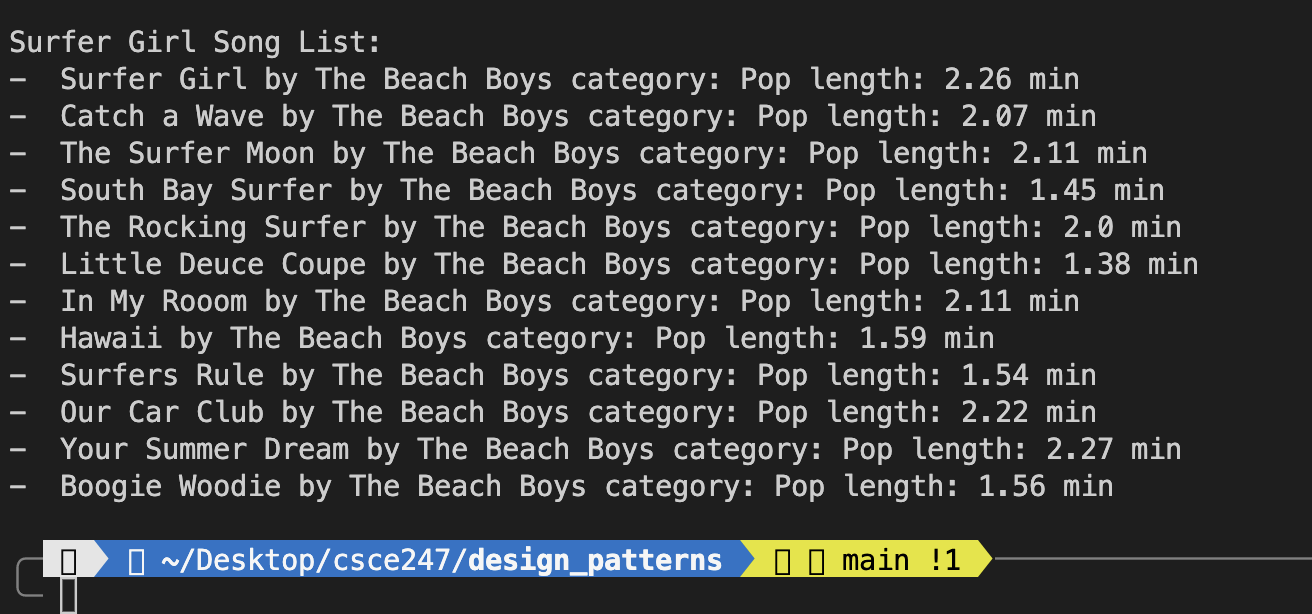 Surfer Girl Song List:
–  Surfer Girl by The Beach Boys category: Pop length: 2.26 min
–  Catch a Wave by The Beach Boys category: Pop length: 2.07 min
–  The Surfer Moon by The Beach Boys category: Pop length: 2.11 min
–  South Bay Surfer by The Beach Boys category: Pop length: 1.45 min
–  The Rocking Surfer by The Beach Boys category: Pop length: 2.0 min
–  Little Deuce Coupe by The Beach Boys category: Pop length: 1.38 min
–  In My Rooom by The Beach Boys category: Pop length: 2.11 min
–  Hawaii by The Beach Boys category: Pop length: 1.59 min
–  Surfers Rule by The Beach Boys category: Pop length: 1.54 min
–  Our Car Club by The Beach Boys category: Pop length: 2.22 min
–  Your Summer Dream by The Beach Boys category: Pop length: 2.27 min
–  Boogie Woodie by The Beach Boys category: Pop length: 1.56 min
~/Desktop/csce247/design_patterns main !1